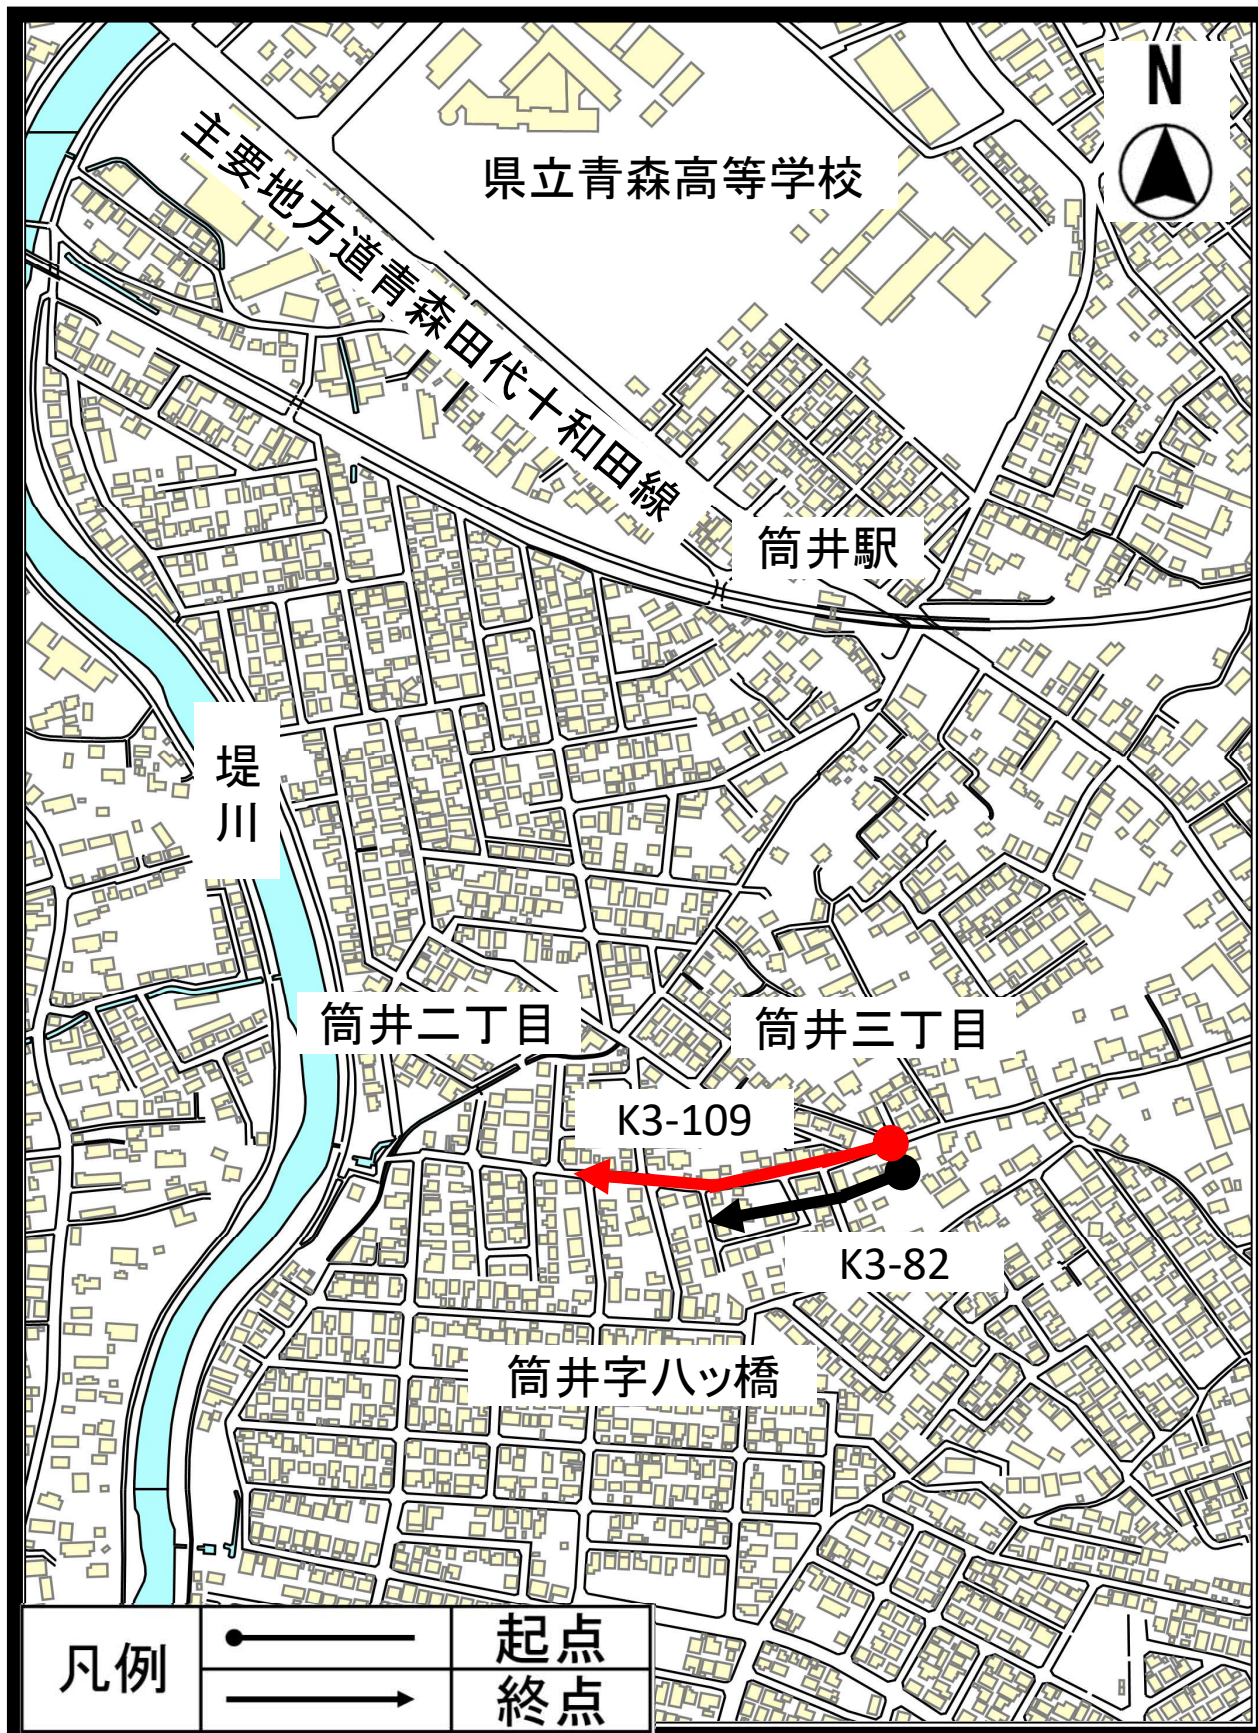 N
県立青森高等学校
主要地方道青森田代十和田線
筒井駅
堤川
筒井二丁目
筒井三丁目
K3-109
K3-82
筒井字八ッ橋
凡例
起点
終点